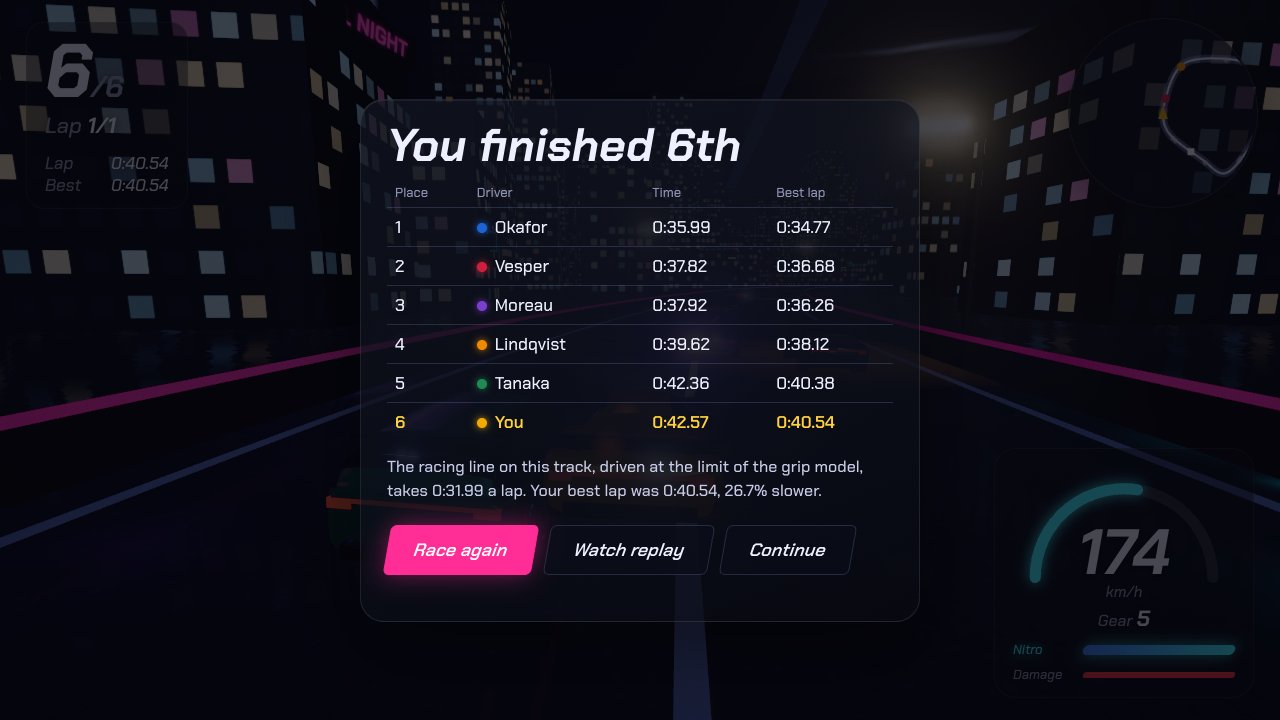 NIGHT
6/6
Lap 1/1
Lap 0:40.54
Best 0:40.54
You finished 6th
Place Driver Time Best lap
1 Okafor 0:35.99 0:34.77
2 Vesper 0:37.82 0:36.68
3 Moreau 0:37.92 0:36.26
4 Lindqvist 0:39.62 0:38.12
5 Tanaka 0:42.36 0:40.38
6 You 0:42.57 0:40.54
The racing line on this track, driven at the limit of the grip model,
takes 0:31.99 a lap. Your best lap was 0:40.54, 26.7% slower.
Race again Watch replay Continue
174
km/h
Gear 5
Nitro
Damage